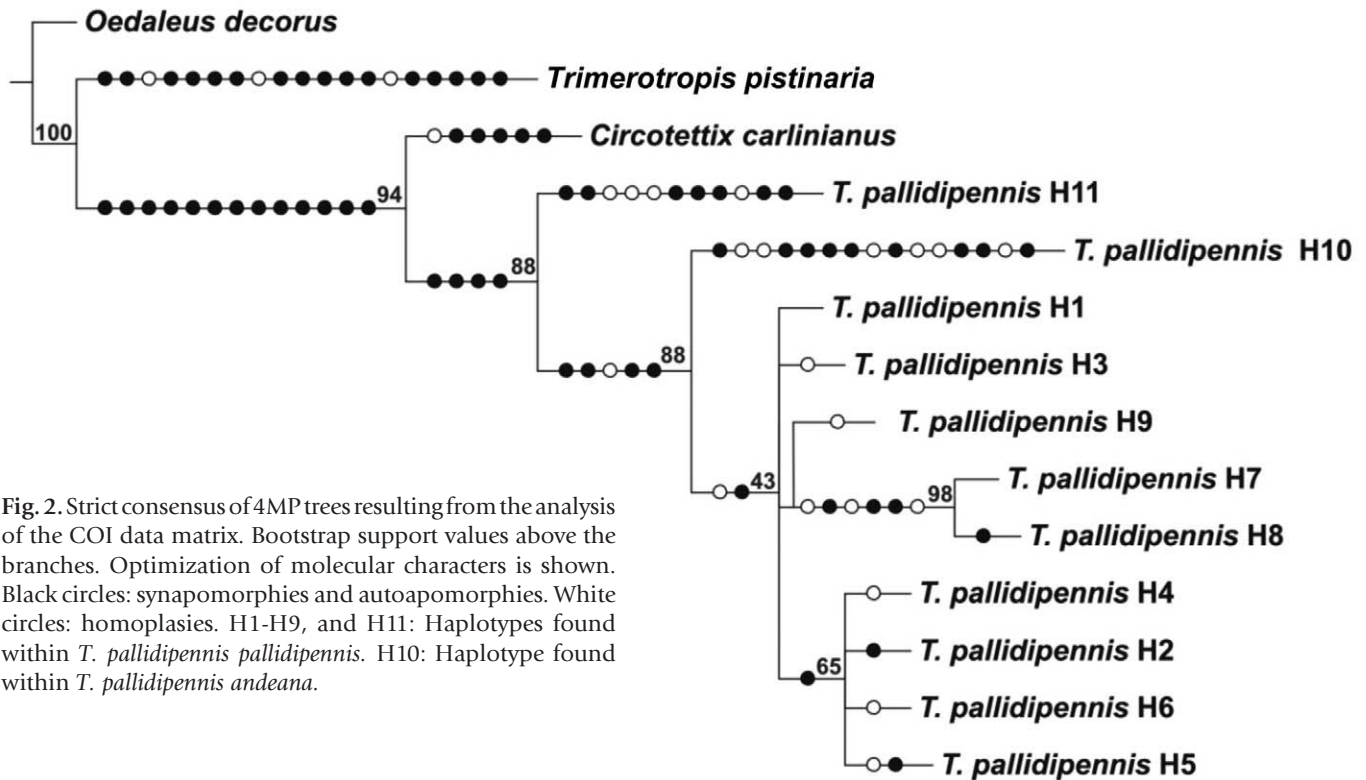 Oedaleus decorus
Trimerotropis pistinaria
100
Circotettix carlinianus
94
T. pallidipennis H11
88
T. pallidipennis H10
T. pallidipennis H1
88
T. pallidipennis H3
T. pallidipennis H9
43
T. pallidipennis H7
98
T. pallidipennis H8
T. pallidipennis H4
T. pallidipennis H2
65
T. pallidipennis H6
T. pallidipennis H5
Fig. 2. Strict consensus of 4MP trees resulting from the analysis
of the COI data matrix. Bootstrap support values above the
branches. Optimization of molecular characters is shown.
Black circles: synapomorphies and autoapomorphies. White
circles: homoplasies. H1-H9, and H11: Haplotypes found
within T. pallidipennis pallidipennis. H10: Haplotype found
within T. pallidipennis andeana.